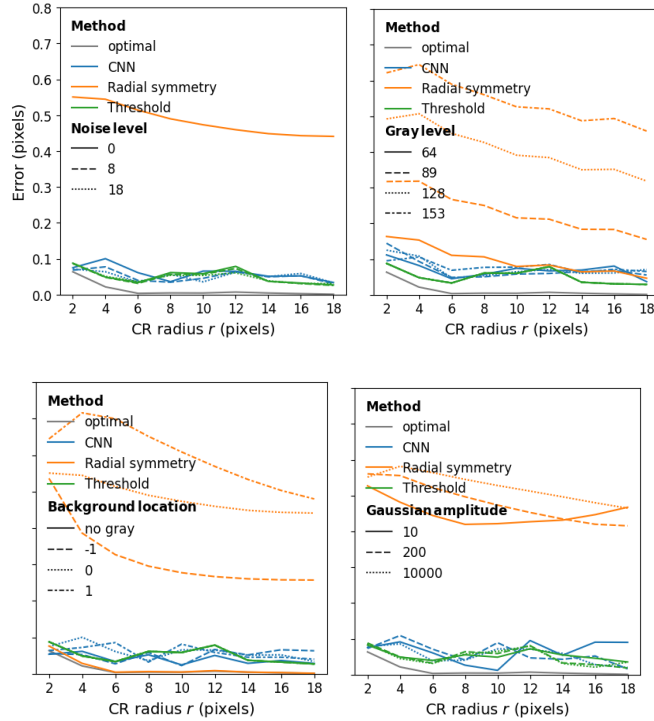 0.8
0.7
0.6
0.5
0.4
0.3
0.2
0.1
0.0
Error (pixels)
Method
optimal
CNN
Radial symmetry
Threshold
Noise level
0
8
18
2 4 6 8 10 12 14 16 18
CR radius r (pixels)
Method
optimal
CNN
Radial symmetry
Threshold
Gray level
64
89
128
153
2 4 6 8 10 12 14 16 18
CR radius r (pixels)
Method
optimal
CNN
Radial symmetry
Threshold
Background location
no gray
-1
0
1
2 4 6 8 10 12 14 16 18
CR radius r (pixels)
Method
optimal
CNN
Radial symmetry
Threshold
Gaussian amplitude
10
200
10000
2 4 6 8 10 12 14 16 18
CR radius r (pixels)